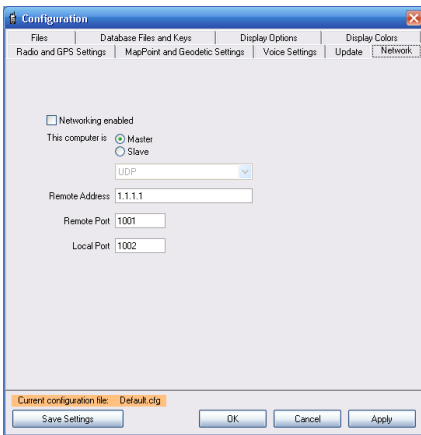 Configuration
Files Database Files and Keys Display Options Display Colors
Radio and GPS Settings MapPoint and Geodetic Settings Voice Settings Update Network
Networking enabled
This computer is Master
Slave
UDP
Remote Address 1.1.1.1
Remote Port 1001
Local Port 1002
Current configuration file: Default.cfg
Save Settings OK Cancel Apply